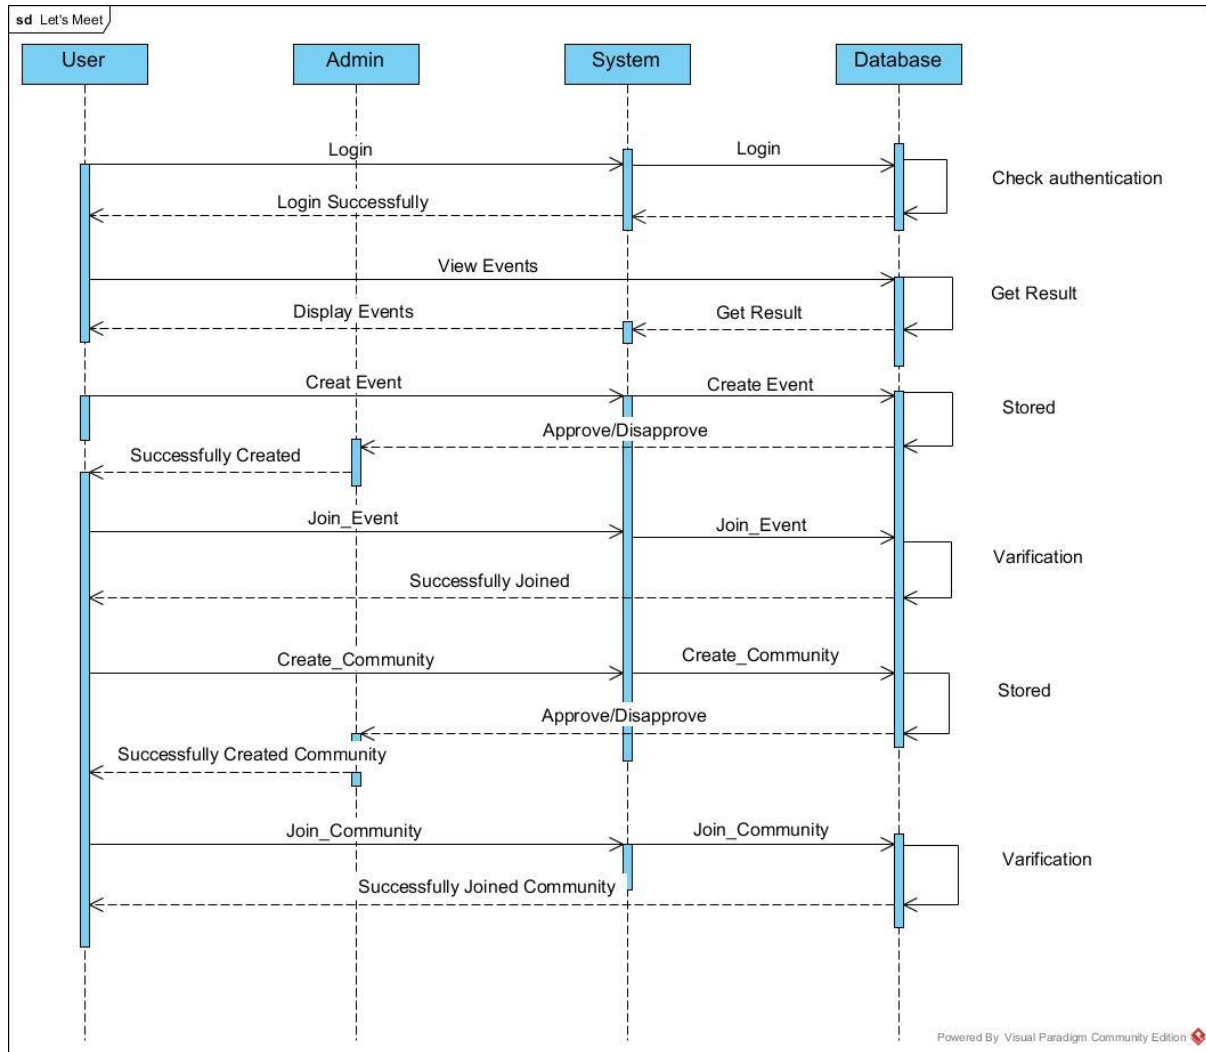 sd Let's Meet
User
Admin
System
Database
Login
Login
Check authentication
Login Successfully
View Events
Get Result
Display Events
Get Result
Creat Event
Create Event
Stored
Approve/Disapprove
Successfully Created
Join_Event
Join_Event
Varification
Successfully Joined
Create_Community
Create_Community
Stored
Approve/Disapprove
Successfully Created Community
Join_Community
Join_Community
Varification
Successfully Joined Community
Powered By Visual Paradigm Community Edition